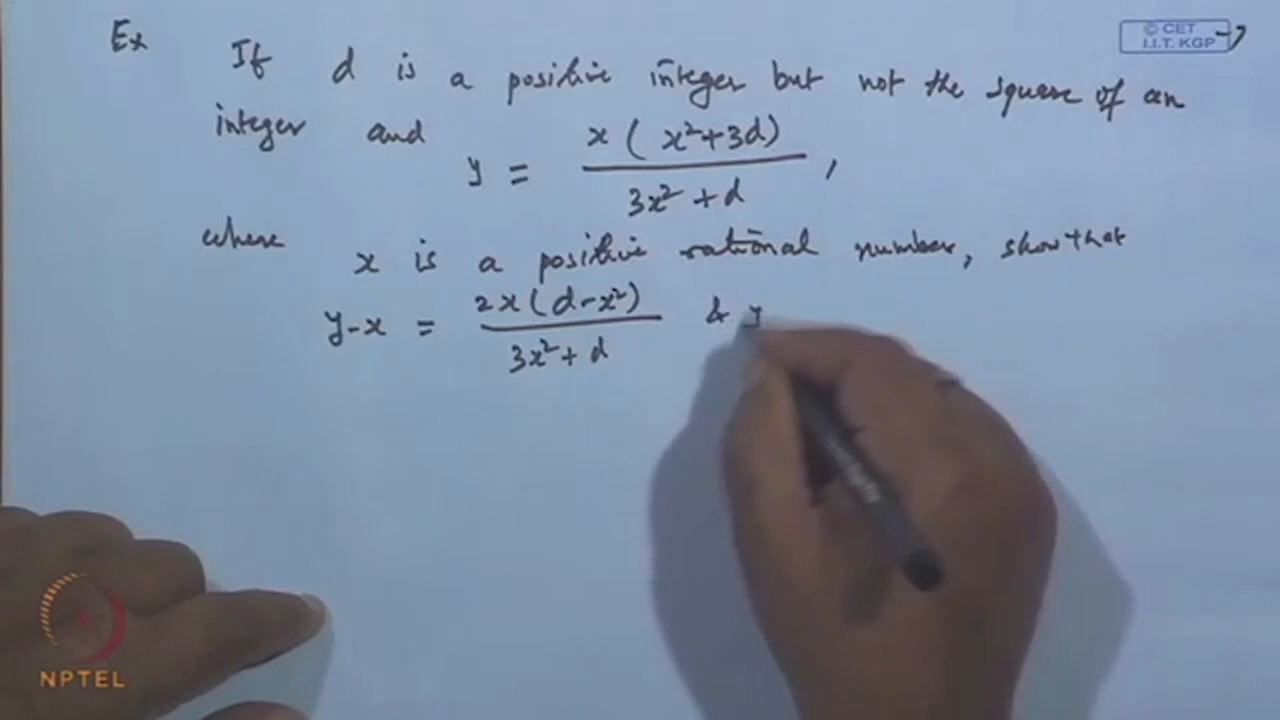 © CET
I.I.T. KGP
Ex If d is a positive integer but not the square of an
integer and y = x(x²+3d) / 3x²+d ,
where x is a positive rational number, show that
y-x = 2x(d-x²) / 3x²+d & y
NPTEL